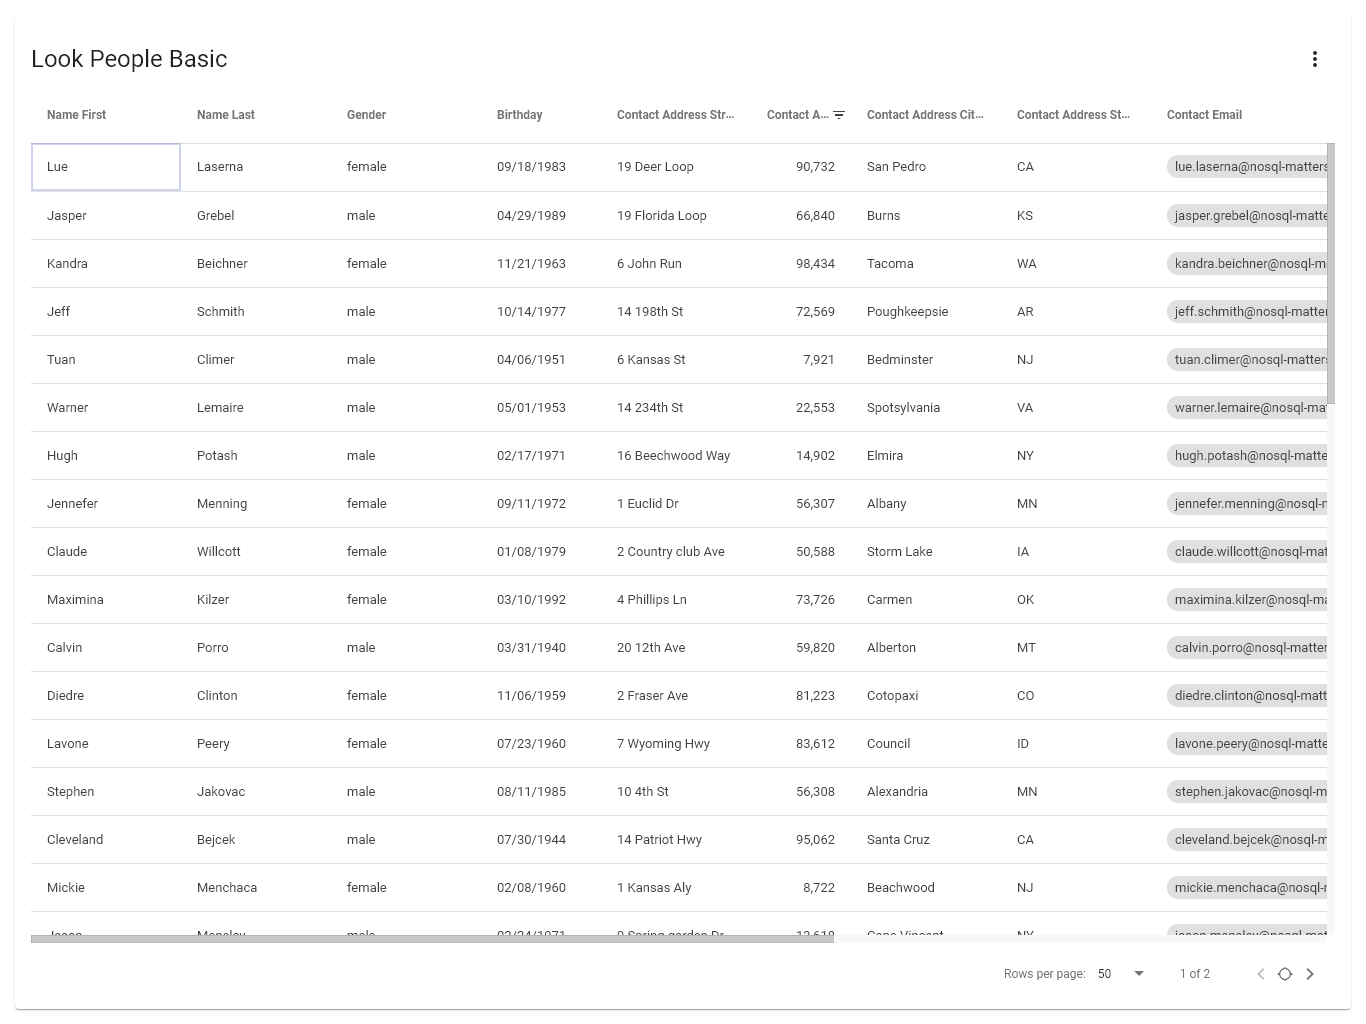 Look People Basic
Name First Name Last Gender Birthday Contact Address Str... Contact A... Contact Address Cit... Contact Address St... Contact Email
Lue Laserna female 09/18/1983 19 Deer Loop 90,732 San Pedro CA lue.laserna@nosql-matters
Jasper Grebel male 04/29/1989 19 Florida Loop 66,840 Burns KS jasper.grebel@nosql-matte
Kandra Beichner female 11/21/1963 6 John Run 98,434 Tacoma WA kandra.beichner@nosql-m
Jeff Schmith male 10/14/1977 14 198th St 72,569 Poughkeepsie AR jeff.schmith@nosql-matter
Tuan Climer male 04/06/1951 6 Kansas St 7,921 Bedminster NJ tuan.climer@nosql-matters
Warner Lemaire male 05/01/1953 14 234th St 22,553 Spotsylvania VA warner.lemaire@nosql-mat
Hugh Potash male 02/17/1971 16 Beechwood Way 14,902 Elmira NY hugh.potash@nosql-matte
Jennefer Menning female 09/11/1972 1 Euclid Dr 56,307 Albany MN jennefer.menning@nosql-m
Claude Willcott female 01/08/1979 2 Country club Ave 50,588 Storm Lake IA claude.willcott@nosql-mat
Maximina Kilzer female 03/10/1992 4 Phillips Ln 73,726 Carmen OK maximina.kilzer@nosql-ma
Calvin Porro male 03/31/1940 20 12th Ave 59,820 Alberton MT calvin.porro@nosql-matter
Diedre Clinton female 11/06/1959 2 Fraser Ave 81,223 Cotopaxi CO diedre.clinton@nosql-matt
Lavone Peery female 07/23/1960 7 Wyoming Hwy 83,612 Council ID lavone.peery@nosql-matte
Stephen Jakovac male 08/11/1985 10 4th St 56,308 Alexandria MN stephen.jakovac@nosql-m
Cleveland Bejcek male 07/30/1944 14 Patriot Hwy 95,062 Santa Cruz CA cleveland.bejcek@nosql-m
Mickie Menchaca female 02/08/1960 1 Kansas Aly 8,722 Beachwood NJ mickie.menchaca@nosql-r
Rows per page: 50 1 of 2